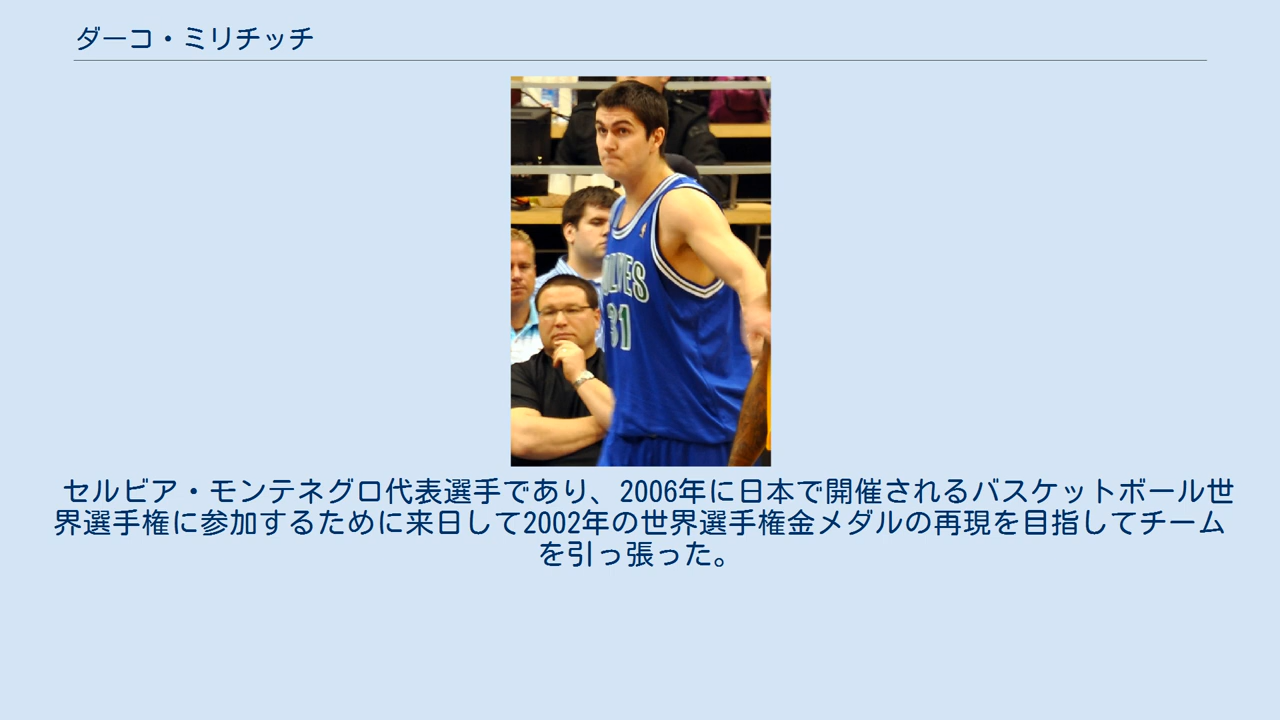 ダーコ・ミリチッチ
WOLVES
31
セルビア・モンテネグロ代表選手であり、2006年に日本で開催されるバスケットボール世
界選手権に参加するために来日して2002年の世界選手権金メダルの再現を目指してチーム
を引っ張った。